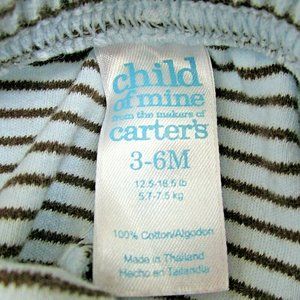 child
of mine
from the makers of
carter's
3-6M
12.5-16.5 lb
5.7-7.5 kg
100% Cotton/Algodon
Made in Thailand
Hecho en Tailandia